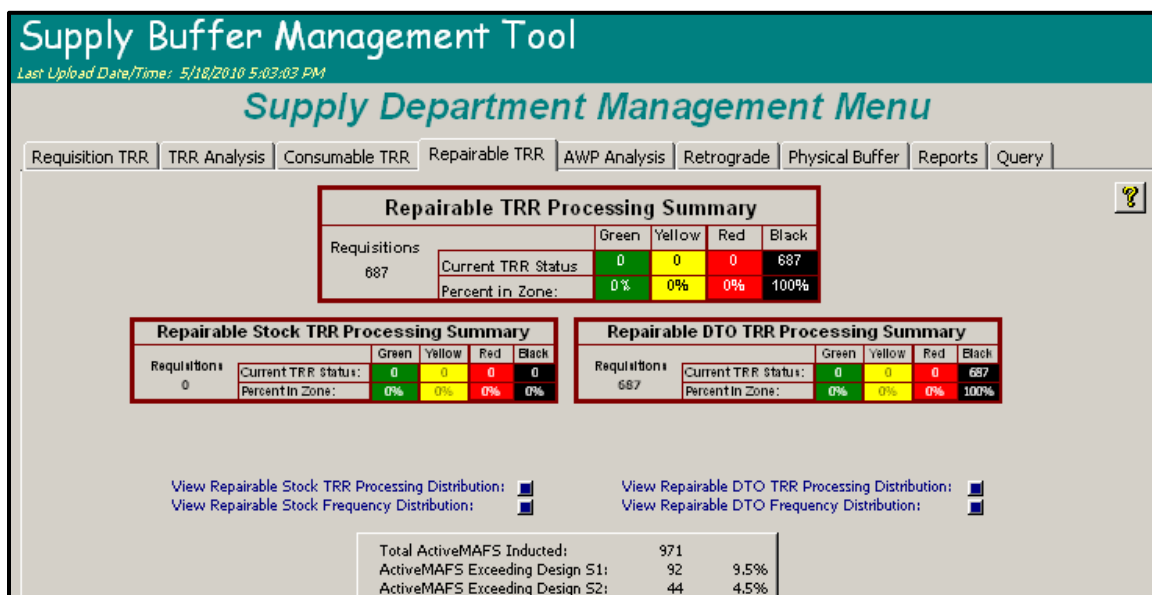 Supply Buffer Management Tool
Last Upload Date/Time: 5/18/2010 5:03:03 PM
Supply Department Management Menu
Requisition TRR TRR Analysis Consumable TRR Repairable TRR AWP Analysis Retrograde Physical Buffer Reports Query
?
Repairable TRR Processing Summary
Green Yellow Red Black
Requisitions
687
Current TRR Status 0 0 0 687
Percent in Zone: 0% 0% 0% 100%
Repairable Stock TRR Processing Summary
Green Yellow Red Black
Requisitions
0
Current TRR Status: 0 0 0 0
Percent in Zone: 0% 0% 0% 0%
Repairable DTO TRR Processing Summary
Green Yellow Red Black
Requisitions
687
Current TRR Status: 0 0 0 687
Percent in Zone: 0% 0% 0% 100%
View Repairable Stock TRR Processing Distribution:
View Repairable Stock Frequency Distribution:
View Repairable DTO TRR Processing Distribution:
View Repairable DTO Frequency Distribution:
Total ActiveMAFS Inducted: 971
ActiveMAFS Exceeding Design S1: 92 9.5%
ActiveMAFS Exceeding Design S2: 44 4.5%